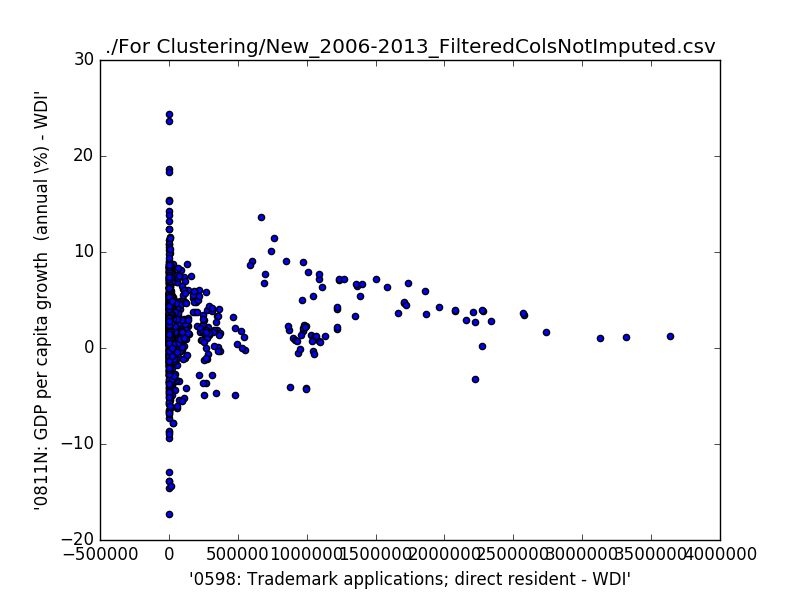 ./For Clustering/New_2006-2013_FilteredColsNotImputed.csv
30
20
10
0
−10
−20
'0811N: GDP per capita growth  (annual \%) - WDI'
−500000 0 500000 1000000 1500000 2000000 2500000 3000000 3500000 4000000
'0598: Trademark applications; direct resident - WDI'